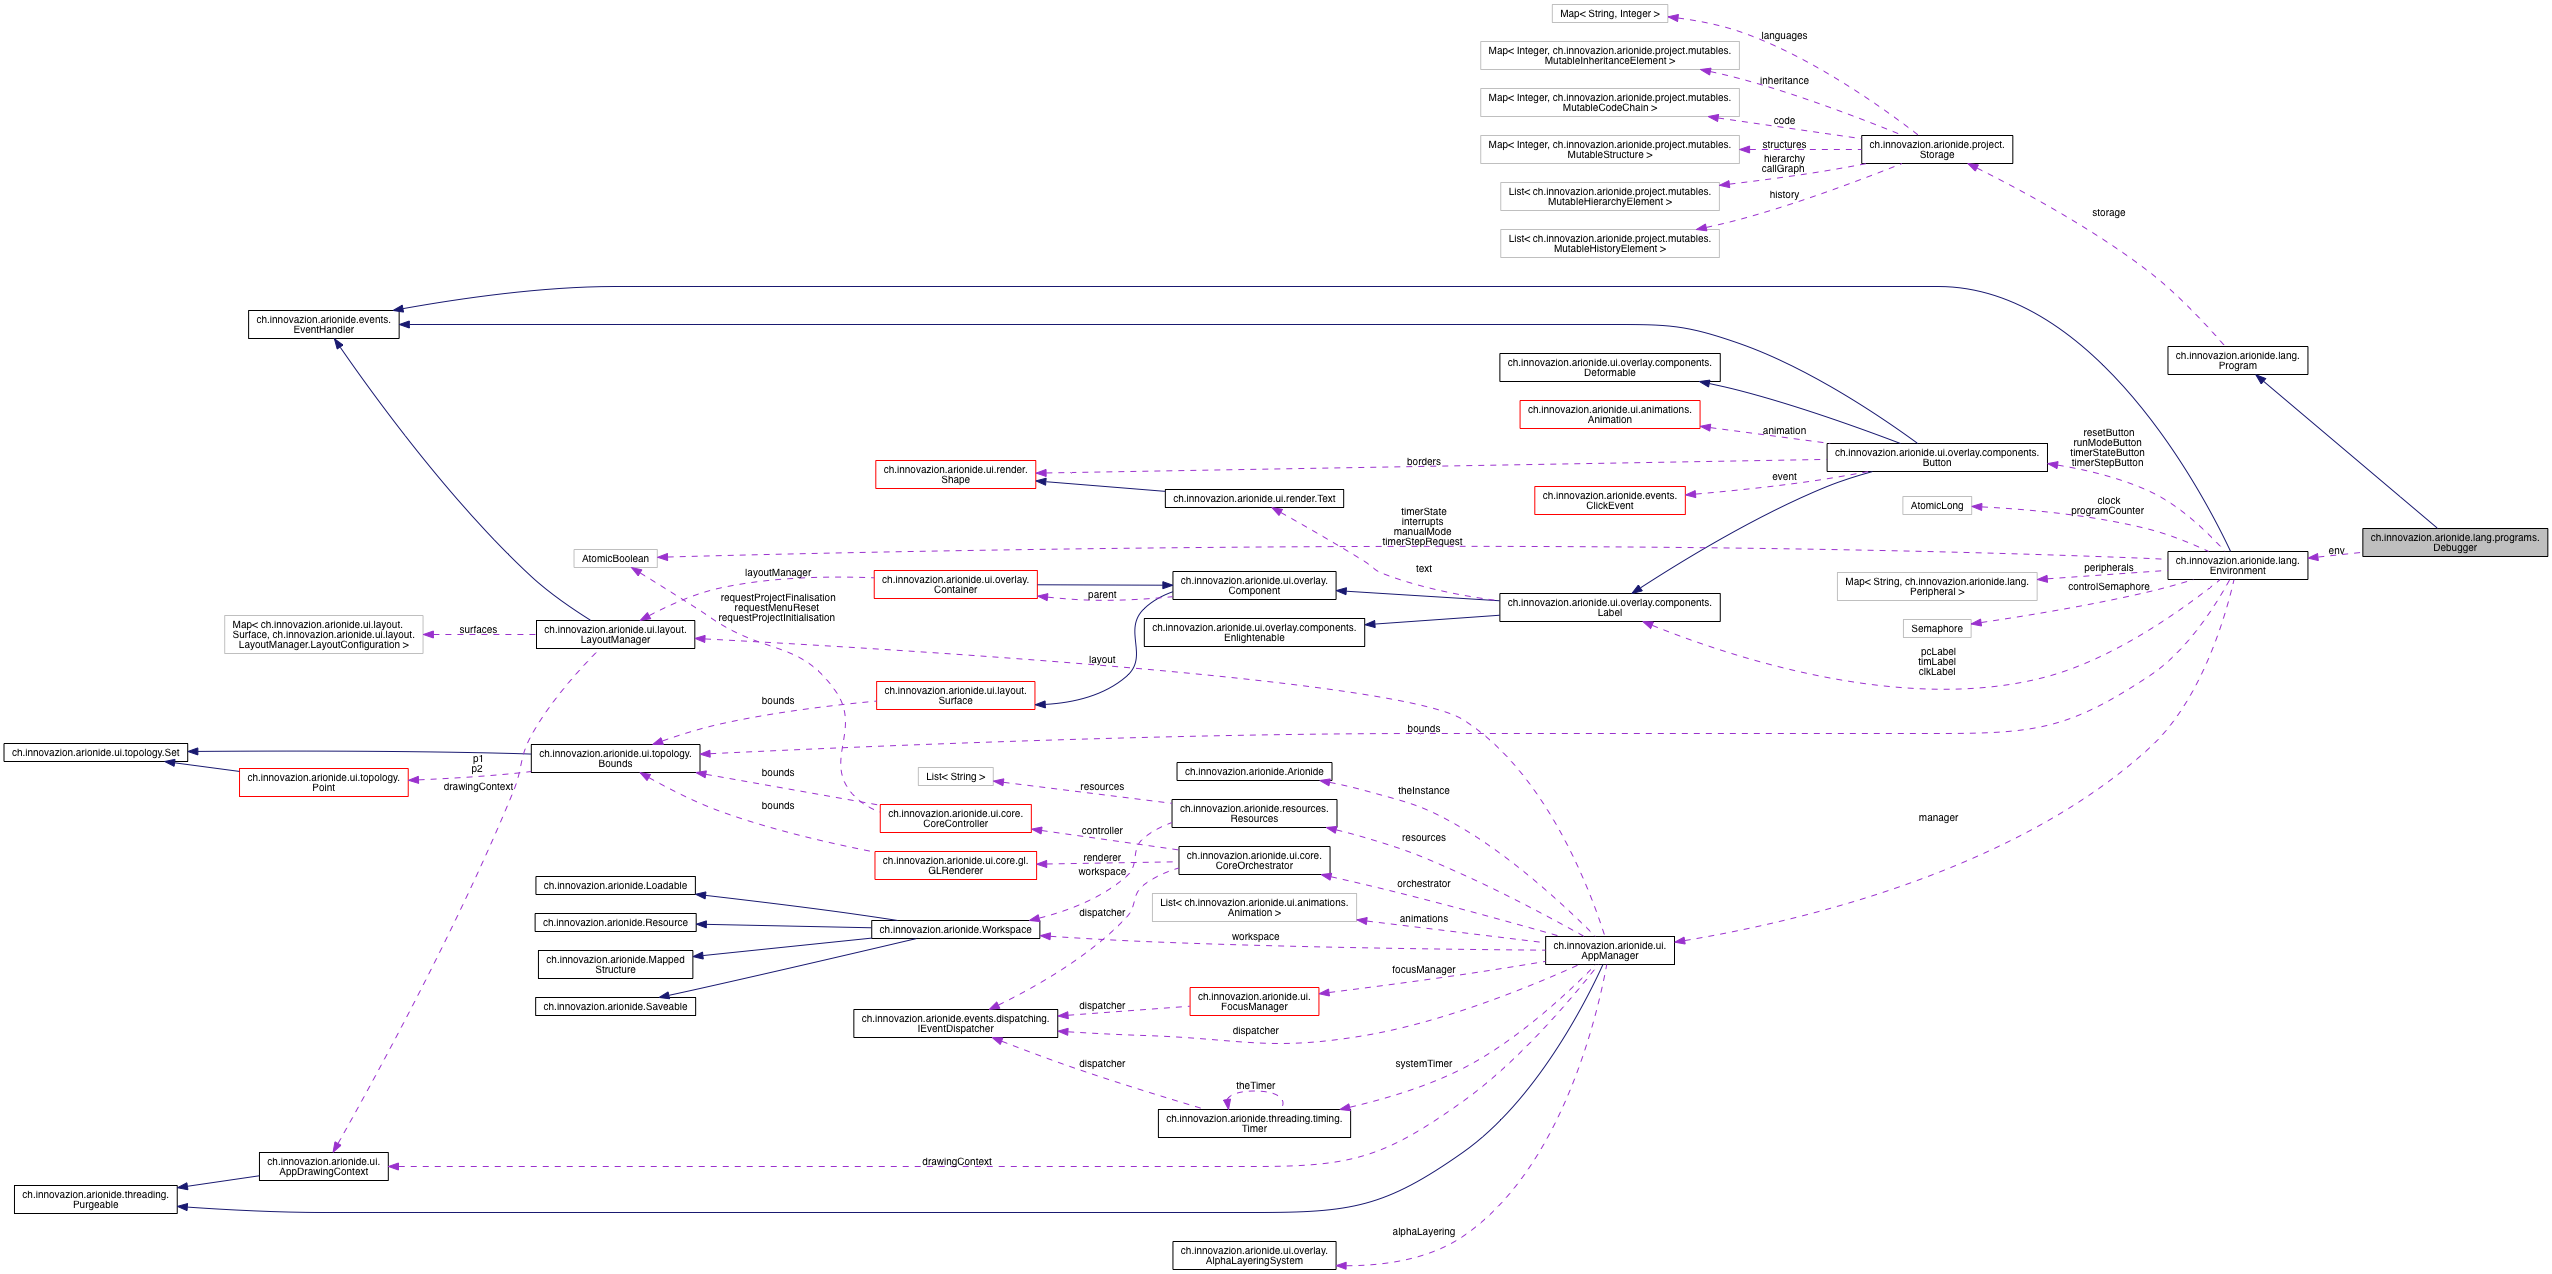 Map< String, Integer >
languages
Map< Integer, ch.innovazion.arionide.project.mutables.
MutableInheritanceElement >
inheritance
Map< Integer, ch.innovazion.arionide.project.mutables.
MutableCodeChain >
code
Map< Integer, ch.innovazion.arionide.project.mutables.
MutableStructure >
structures
ch.innovazion.arionide.project.
Storage
hierarchy
callGraph
List< ch.innovazion.arionide.project.mutables.
MutableHierarchyElement >
history
storage
List< ch.innovazion.arionide.project.mutables.
MutableHistoryElement >
ch.innovazion.arionide.events.
EventHandler
ch.innovazion.arionide.ui.overlay.components.
Deformable
ch.innovazion.arionide.lang.
Program
ch.innovazion.arionide.ui.animations.
Animation
animation
resetButton
runModeButton
timerStateButton
timerStepButton
ch.innovazion.arionide.ui.overlay.components.
Button
borders
ch.innovazion.arionide.ui.render.
Shape
event
ch.innovazion.arionide.ui.render.Text
ch.innovazion.arionide.events.
ClickEvent
AtomicLong
clock
programCounter
timerState
interrupts
manualMode
timerStepRequest
ch.innovazion.arionide.lang.programs.
Debugger
env
AtomicBoolean
ch.innovazion.arionide.lang.
Environment
layoutManager
ch.innovazion.arionide.ui.overlay.
Container
parent
ch.innovazion.arionide.ui.overlay.
Component
text
peripherals
Map< String, ch.innovazion.arionide.lang.
Peripheral >
controlSemaphore
requestProjectFinalisation
requestMenuReset
requestProjectInitialisation
ch.innovazion.arionide.ui.overlay.components.
Label
Map< ch.innovazion.arionide.ui.layout.
Surface, ch.innovazion.arionide.ui.layout.
LayoutManager.LayoutConfiguration >
surfaces
ch.innovazion.arionide.ui.layout.
LayoutManager
ch.innovazion.arionide.ui.overlay.components.
Enlightenable
Semaphore
pcLabel
timLabel
clkLabel
layout
ch.innovazion.arionide.ui.layout.
Surface
bounds
bounds
ch.innovazion.arionide.ui.topology.Set
ch.innovazion.arionide.ui.topology.
Bounds
p1
p2
ch.innovazion.arionide.ui.topology.
Point
drawingContext
bounds
List< String >
resources
ch.innovazion.arionide.Arionide
theInstance
bounds
ch.innovazion.arionide.ui.core.
CoreController
ch.innovazion.arionide.resources.
Resources
manager
controller
resources
renderer
workspace
ch.innovazion.arionide.ui.core.gl.
GLRenderer
ch.innovazion.arionide.ui.core.
CoreOrchestrator
orchestrator
ch.innovazion.arionide.Loadable
List< ch.innovazion.arionide.ui.animations.
Animation >
animations
dispatcher
ch.innovazion.arionide.Resource
ch.innovazion.arionide.Workspace
workspace
ch.innovazion.arionide.ui.
AppManager
ch.innovazion.arionide.Mapped
Structure
focusManager
ch.innovazion.arionide.Saveable
ch.innovazion.arionide.ui.
FocusManager
dispatcher
ch.innovazion.arionide.events.dispatching.
IEventDispatcher
dispatcher
dispatcher
systemTimer
theTimer
ch.innovazion.arionide.threading.timing.
Timer
ch.innovazion.arionide.ui.
AppDrawingContext
drawingContext
ch.innovazion.arionide.threading.
Purgeable
alphaLayering
ch.innovazion.arionide.ui.overlay.
AlphaLayeringSystem